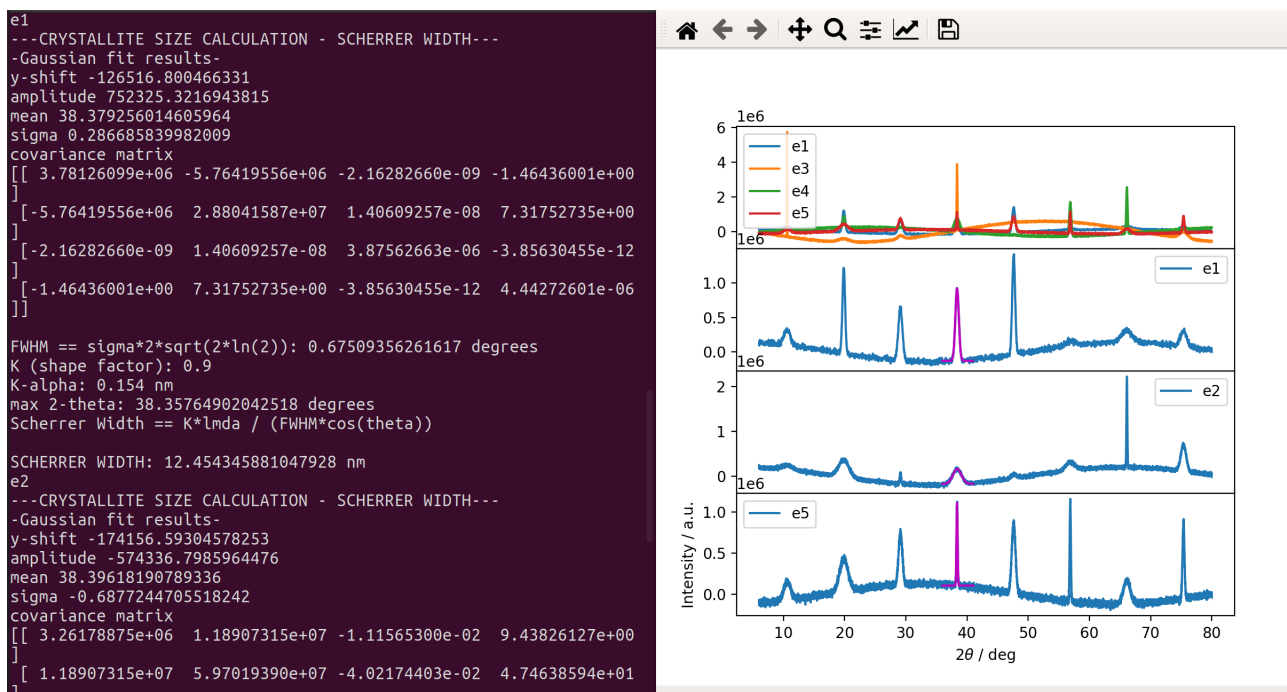 e1
---CRYSTALLITE SIZE CALCULATION - SCHERRER WIDTH---
-Gaussian fit results-
y-shift -126516.800466331
amplitude 752325.3216943815
mean 38.379256014605964
sigma 0.286685839982009
covariance matrix
[[ 3.78126099e+06 -5.76419556e+06 -2.16282660e-09 -1.46436001e+00
]
[-5.76419556e+06  2.88041587e+07  1.40609257e-08  7.31752735e+00
]
[-2.16282660e-09  1.40609257e-08  3.87562663e-06 -3.85630455e-12
]
[-1.46436001e+00  7.31752735e+00 -3.85630455e-12  4.44272601e-06
]]
FWHM == sigma*2*sqrt(2*ln(2)): 0.67509356261617 degrees
K (shape factor): 0.9
K-alpha: 0.154 nm
max 2-theta: 38.35764902042518 degrees
Scherrer Width == K*lmda / (FWHM*cos(theta))
SCHERRER WIDTH: 12.454345881047928 nm
e2
---CRYSTALLITE SIZE CALCULATION - SCHERRER WIDTH---
-Gaussian fit results-
y-shift -174156.59304578253
amplitude -574336.7985964476
mean 38.39618190789336
sigma -0.6877244705518242
covariance matrix
[[ 3.26178875e+06  1.18907315e+07 -1.11565300e-02  9.43826127e+00
]
[ 1.18907315e+07  5.97019390e+07 -4.02174403e-02  4.74638594e+01
1e6
6
4
2
0
e1
e3
e4
e5
1e6
1.0
0.5
0.0
e1
1e6
2
1
0
e2
1e6
1.0
0.5
0.0
e5
Intensity / a.u.
10 20 30 40 50 60 70 80
2θ / deg